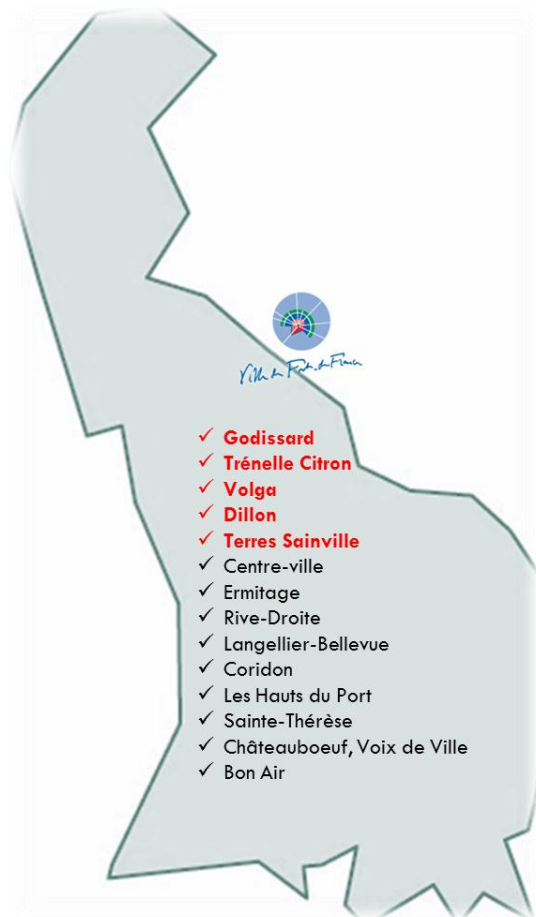 Ville de Fort-de-France
✓ Godissard
✓ Trénelle Citron
✓ Volga
✓ Dillon
✓ Terres Sainville
✓ Centre-ville
✓ Ermitage
✓ Rive-Droite
✓ Langellier-Bellevue
✓ Coridon
✓ Les Hauts du Port
✓ Sainte-Thérèse
✓ Châteauboeuf, Voix de Ville
✓ Bon Air